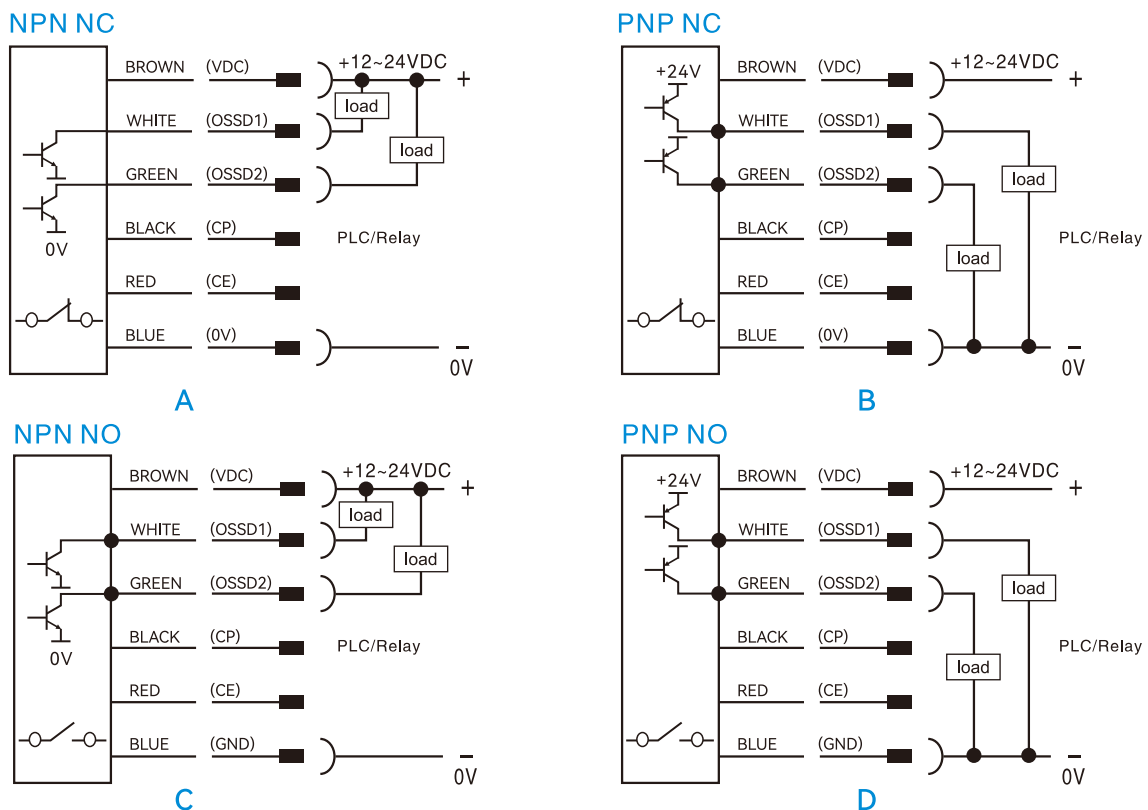 NPN NC
BROWN (VDC) +12~24VDC +
load
WHITE (OSSD1)
load
GREEN (OSSD2)
BLACK (CP) PLC/Relay
0V
RED (CE)
BLUE (0V) −
0V
A
PNP NC
+24V BROWN (VDC) +12~24VDC +
WHITE (OSSD1)
load
GREEN (OSSD2)
BLACK (CP) PLC/Relay
load
RED (CE)
BLUE (0V) −
0V
B
NPN NO
BROWN (VDC) +12~24VDC +
load
WHITE (OSSD1)
load
GREEN (OSSD2)
BLACK (CP) PLC/Relay
0V
RED (CE)
BLUE (GND) −
0V
C
PNP NO
+24V BROWN (VDC) +12~24VDC +
WHITE (OSSD1)
load
GREEN (OSSD2)
BLACK (CP) PLC/Relay
load
RED (CE)
BLUE (GND) −
0V
D